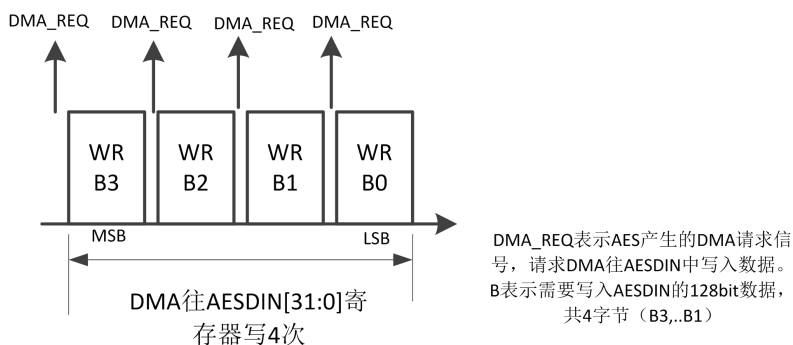 DMA_REQ DMA_REQ DMA_REQ DMA_REQ
WR WR WR WR
B3 B2 B1 B0
MSB LSB
DMA往AESDIN[31:0]寄
存器写4次
DMA_REQ表示AES产生的DMA请求信
号，请求DMA往AESDIN中写入数据。
B表示需要写入AESDIN的128bit数据，
共4字节（B3,..B1）